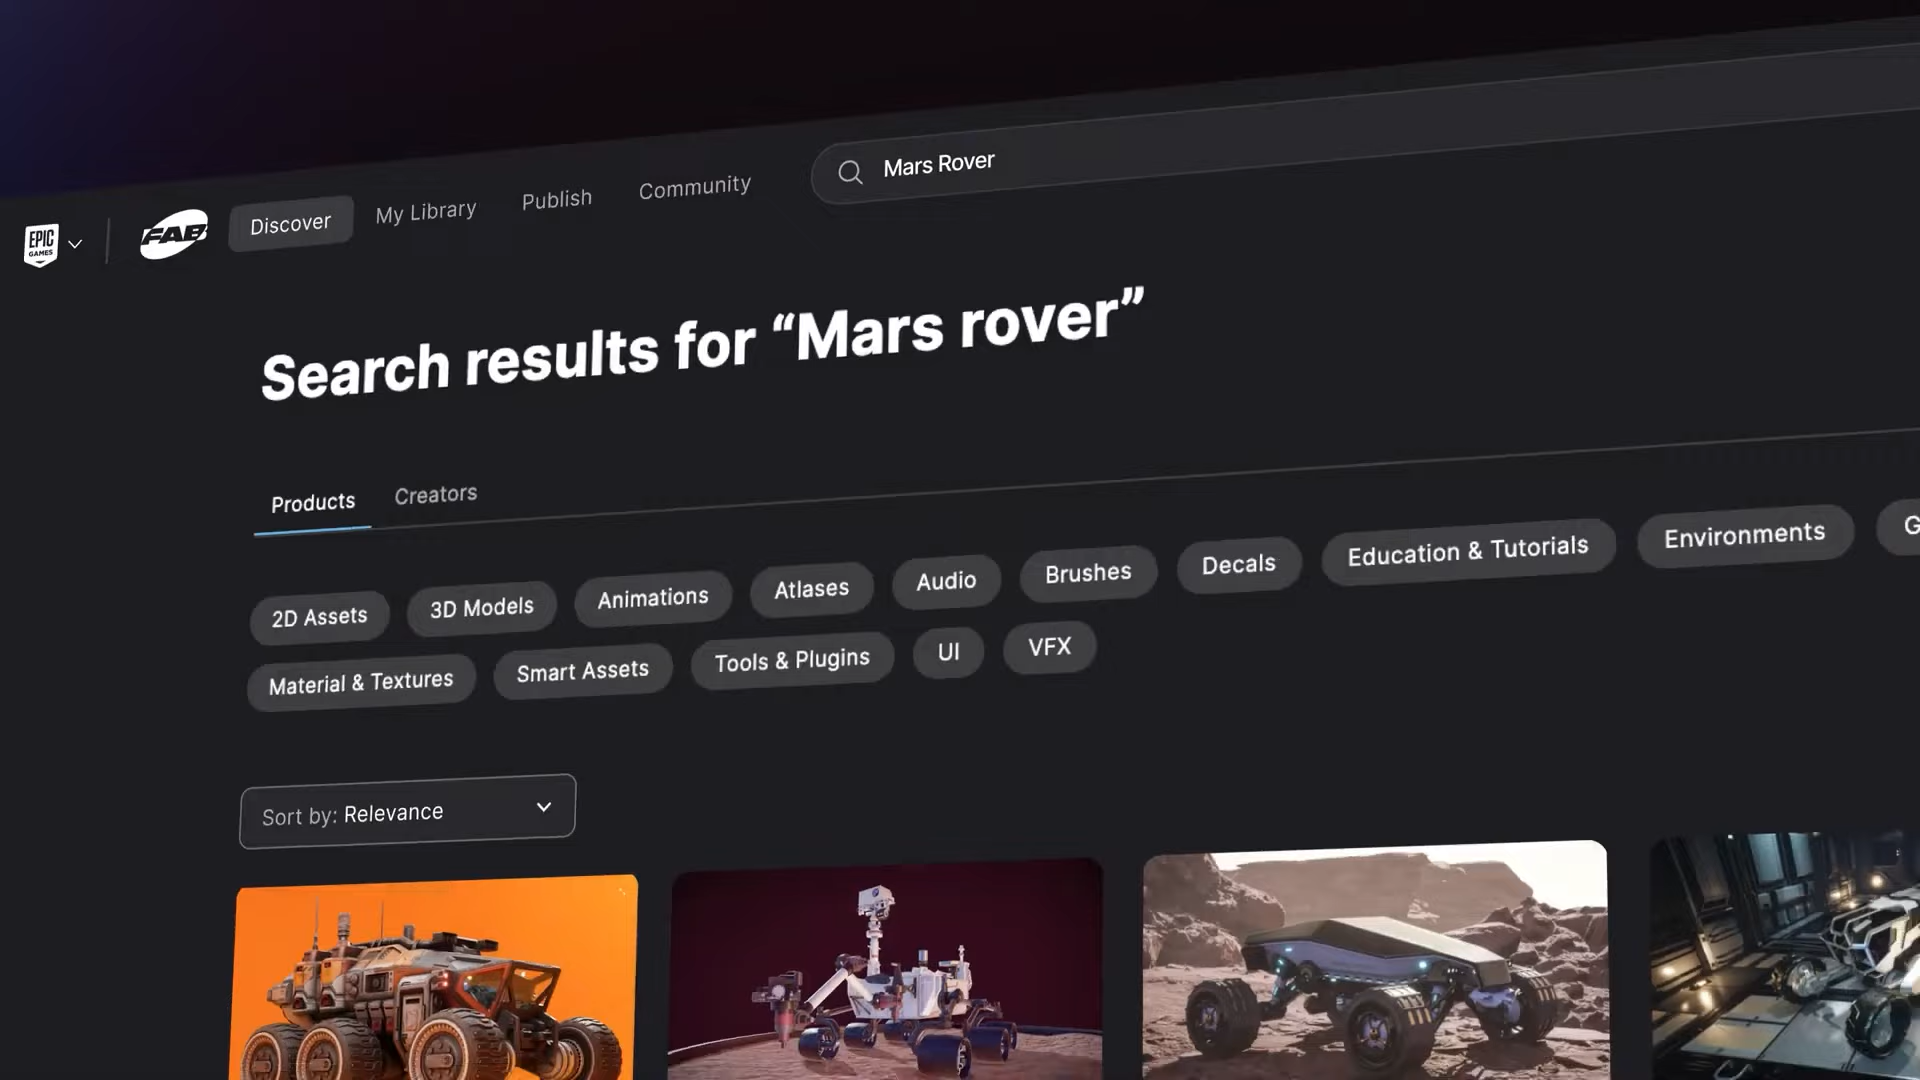 EPIC
GAMES
FAB
Discover
My Library
Publish
Community
Mars Rover
Search results for “Mars rover”
Products
Creators
2D Assets
3D Models
Animations
Atlases
Audio
Brushes
Decals
Education & Tutorials
Environments
G
Material & Textures
Smart Assets
Tools & Plugins
UI
VFX
Sort by: Relevance